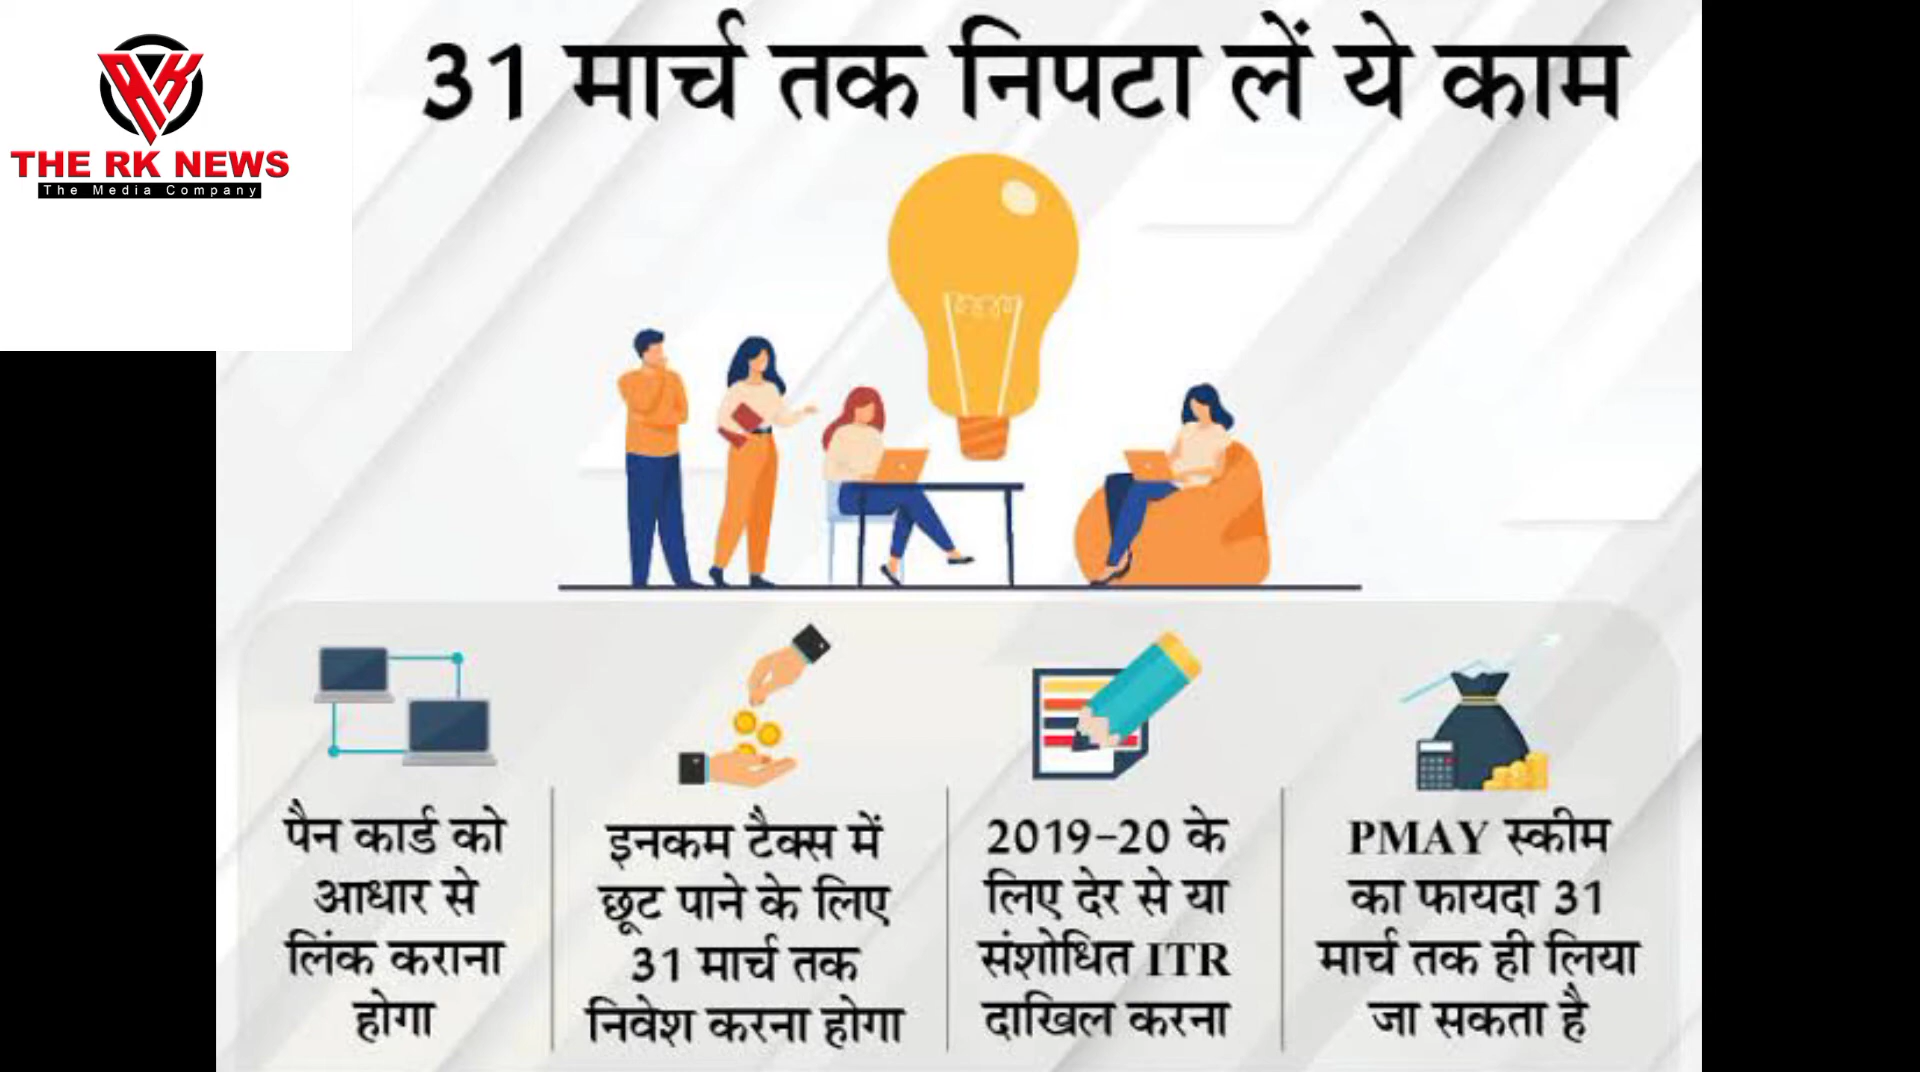 THE RK NEWS
The Media Company
31 मार्च तक निपटा लें ये काम
पैन कार्ड को
आधार से
लिंक कराना
होगा
इनकम टैक्स में
छूट पाने के लिए
31 मार्च तक
निवेश करना होगा
2019-20 के
लिए देर से या
संशोधित ITR
दाखिल करना
PMAY स्कीम
का फायदा 31
मार्च तक ही लिया
जा सकता है